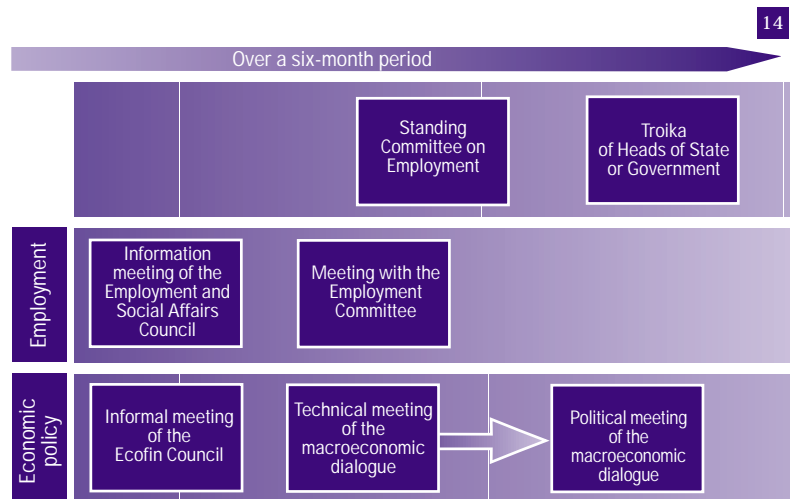 14
Over a six-month period
Standing
Committee on
Employment
Troika
of Heads of State
or Government
Employment
Information
meeting of the
Employment and
Social Affairs
Council
Meeting with the
Employment
Committee
Economic
policy
Informal meeting
of the
Ecofin Council
Technical meeting
of the
macroeconomic
dialogue
Political meeting
of the
macroeconomic
dialogue